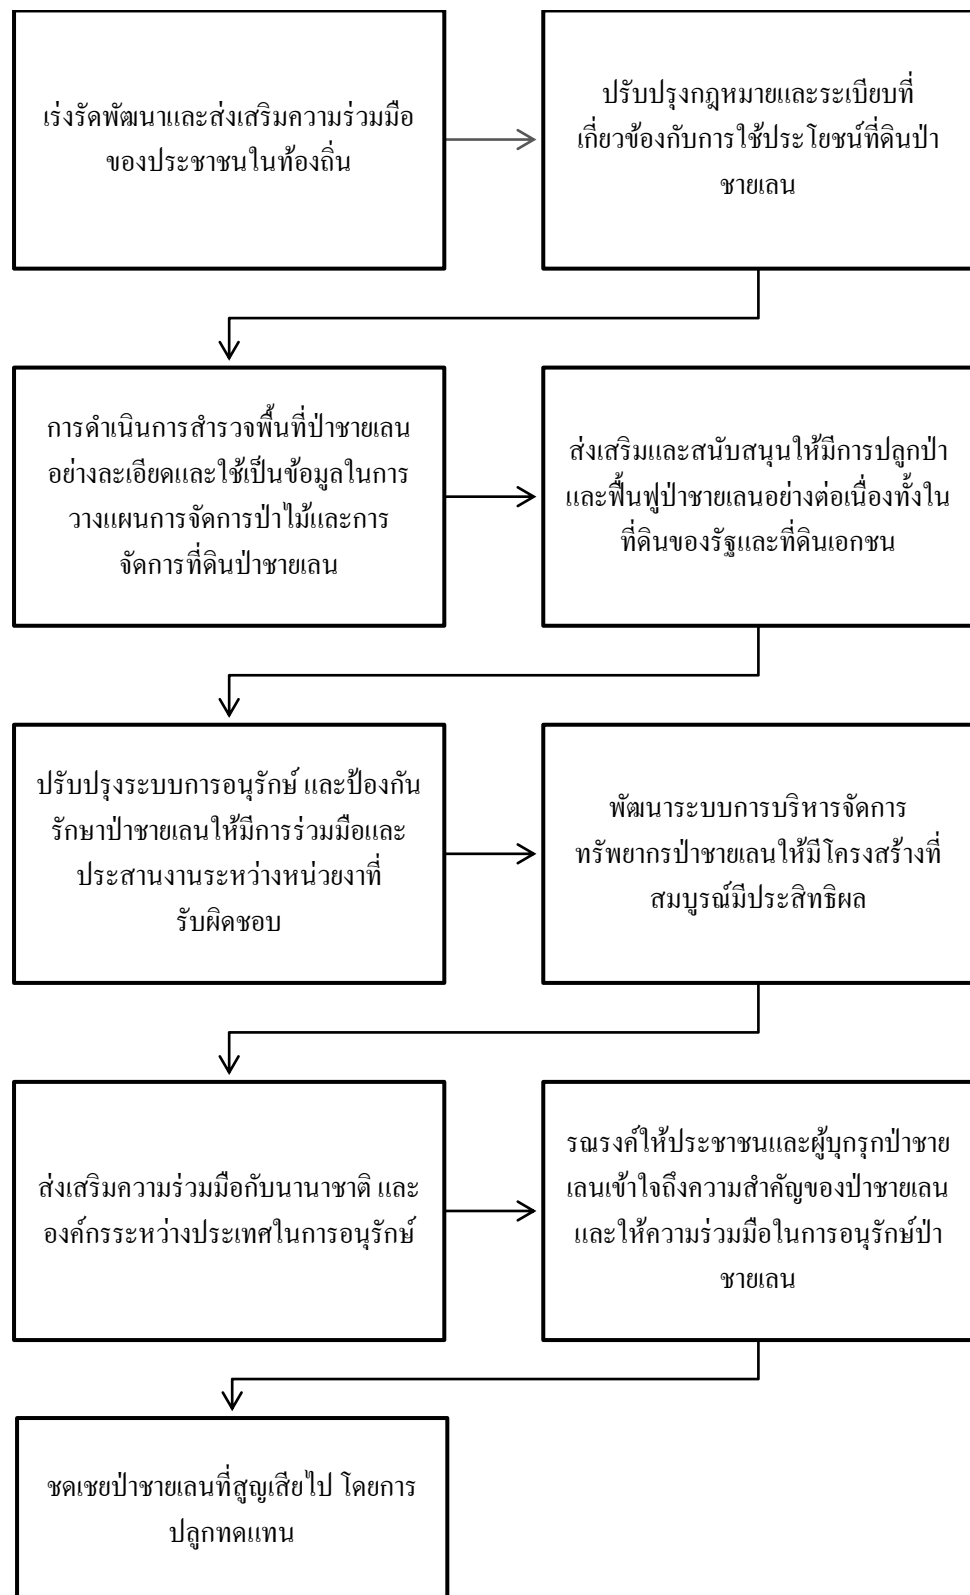 เร่งรัดพัฒนาและส่งเสริมความร่วมมือ
ของประชาชนในท้องถิ่น
ปรับปรุงกฎหมายและระเบียบที่
เกี่ยวข้องกับการใช้ประโยชน์ที่ดินป่า
ชายเลน
การดำเนินการสำรวจพื้นที่ป่าชายเลน
อย่างละเอียดและใช้เป็นข้อมูลในการ
วางแผนการจัดการป่าไม้และการ
จัดการที่ดินป่าชายเลน
ส่งเสริมและสนับสนุนให้มีการปลูกป่า
และฟื้นฟูป่าชายเลนอย่างต่อเนื่องทั้งใน
ที่ดินของรัฐและที่ดินเอกชน
ปรับปรุงระบบการอนุรักษ์ และป้องกัน
รักษาป่าชายเลนให้มีการร่วมมือและ
ประสานงานระหว่างหน่วยงาที่
รับผิดชอบ
พัฒนาระบบการบริหารจัดการ
ทรัพยากรป่าชายเลนให้มีโครงสร้างที่
สมบูรณ์มีประสิทธิผล
ส่งเสริมความร่วมมือกับนานาชาติ และ
องค์กรระหว่างประเทศในการอนุรักษ์
รณรงค์ให้ประชาชนและผู้บุกรุกป่าชาย
เลนเข้าใจถึงความสำคัญของป่าชายเลน
และให้ความร่วมมือในการอนุรักษ์ป่า
ชายเลน
ชดเชยป่าชายเลนที่สูญเสียไป โดยการ
ปลูกทดแทน